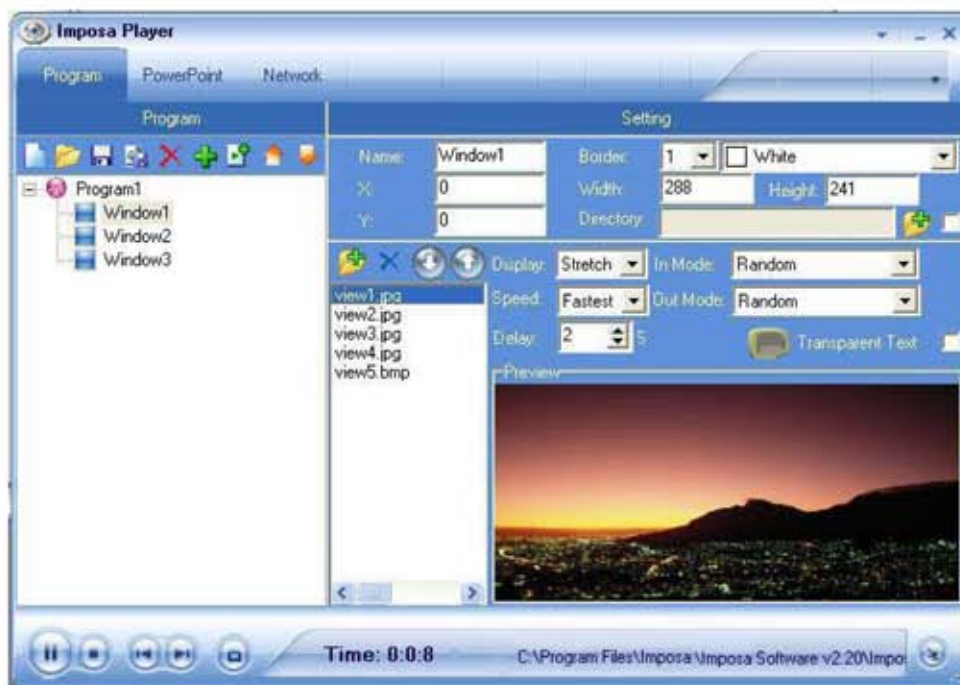 Imposa Player
Program PowerPoint Network
Program
Setting
Program1
Window1
Window2
Window3
Name: Window1 Border: 1 White
X: 0 Width: 288 Height: 241
Y: 0 Directory:
Display: Stretch In Mode: Random
Speed: Fastest Out Mode: Random
Delay: 2 S Transparent Text
view1.jpg
view2.jpg
view3.jpg
view4.jpg
view5.bmp
Preview
Time: 0:0:8 C:\Program Files\Imposa\Imposa Software v2.20\Impo